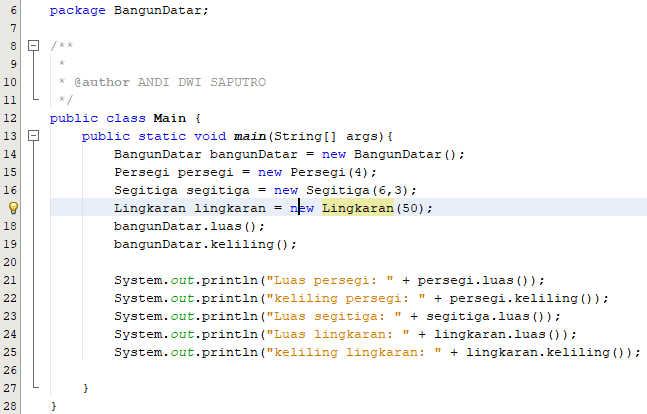 6 package BangunDatar;
7
8 /**
9  *
10  * @author ANDI DWI SAPUTRO
11  */
12 public class Main {
13     public static void main(String[] args){
14         BangunDatar bangunDatar = new BangunDatar();
15         Persegi persegi = new Persegi(4);
16         Segitiga segitiga = new Segitiga(6,3);
        Lingkaran lingkaran = new Lingkaran(50);
18         bangunDatar.luas();
19         bangunDatar.keliling();
20
21         System.out.println("Luas persegi: " + persegi.luas());
22         System.out.println("keliling persegi: " + persegi.keliling());
23         System.out.println("Luas segitiga: " + segitiga.luas());
24         System.out.println("Luas lingkaran: " + lingkaran.luas());
25         System.out.println("keliling lingkaran: " + lingkaran.keliling());
26
27     }
28 }